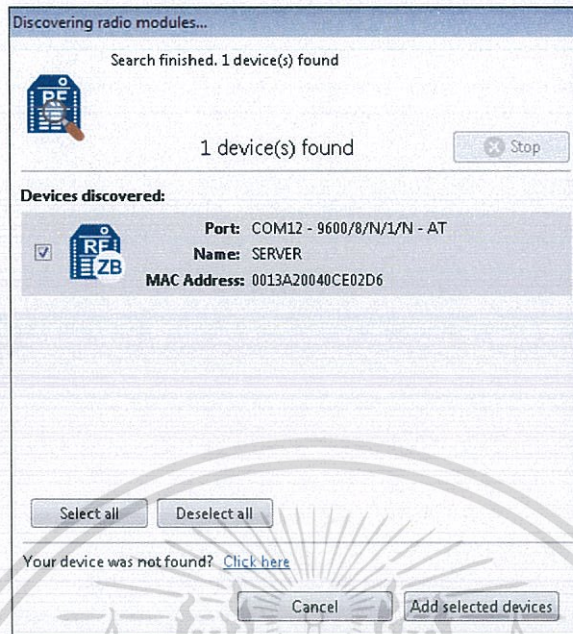 Discovering radio modules...
Search finished. 1 device(s) found
1 device(s) found
Stop
Devices discovered:
Port: COM12 - 9600/8/N/1/N - AT
Name: SERVER
MAC Address: 0013A20040CE02D6
RF
ZB
Select all
Deselect all
Your device was not found? Click here
Cancel
Add selected devices